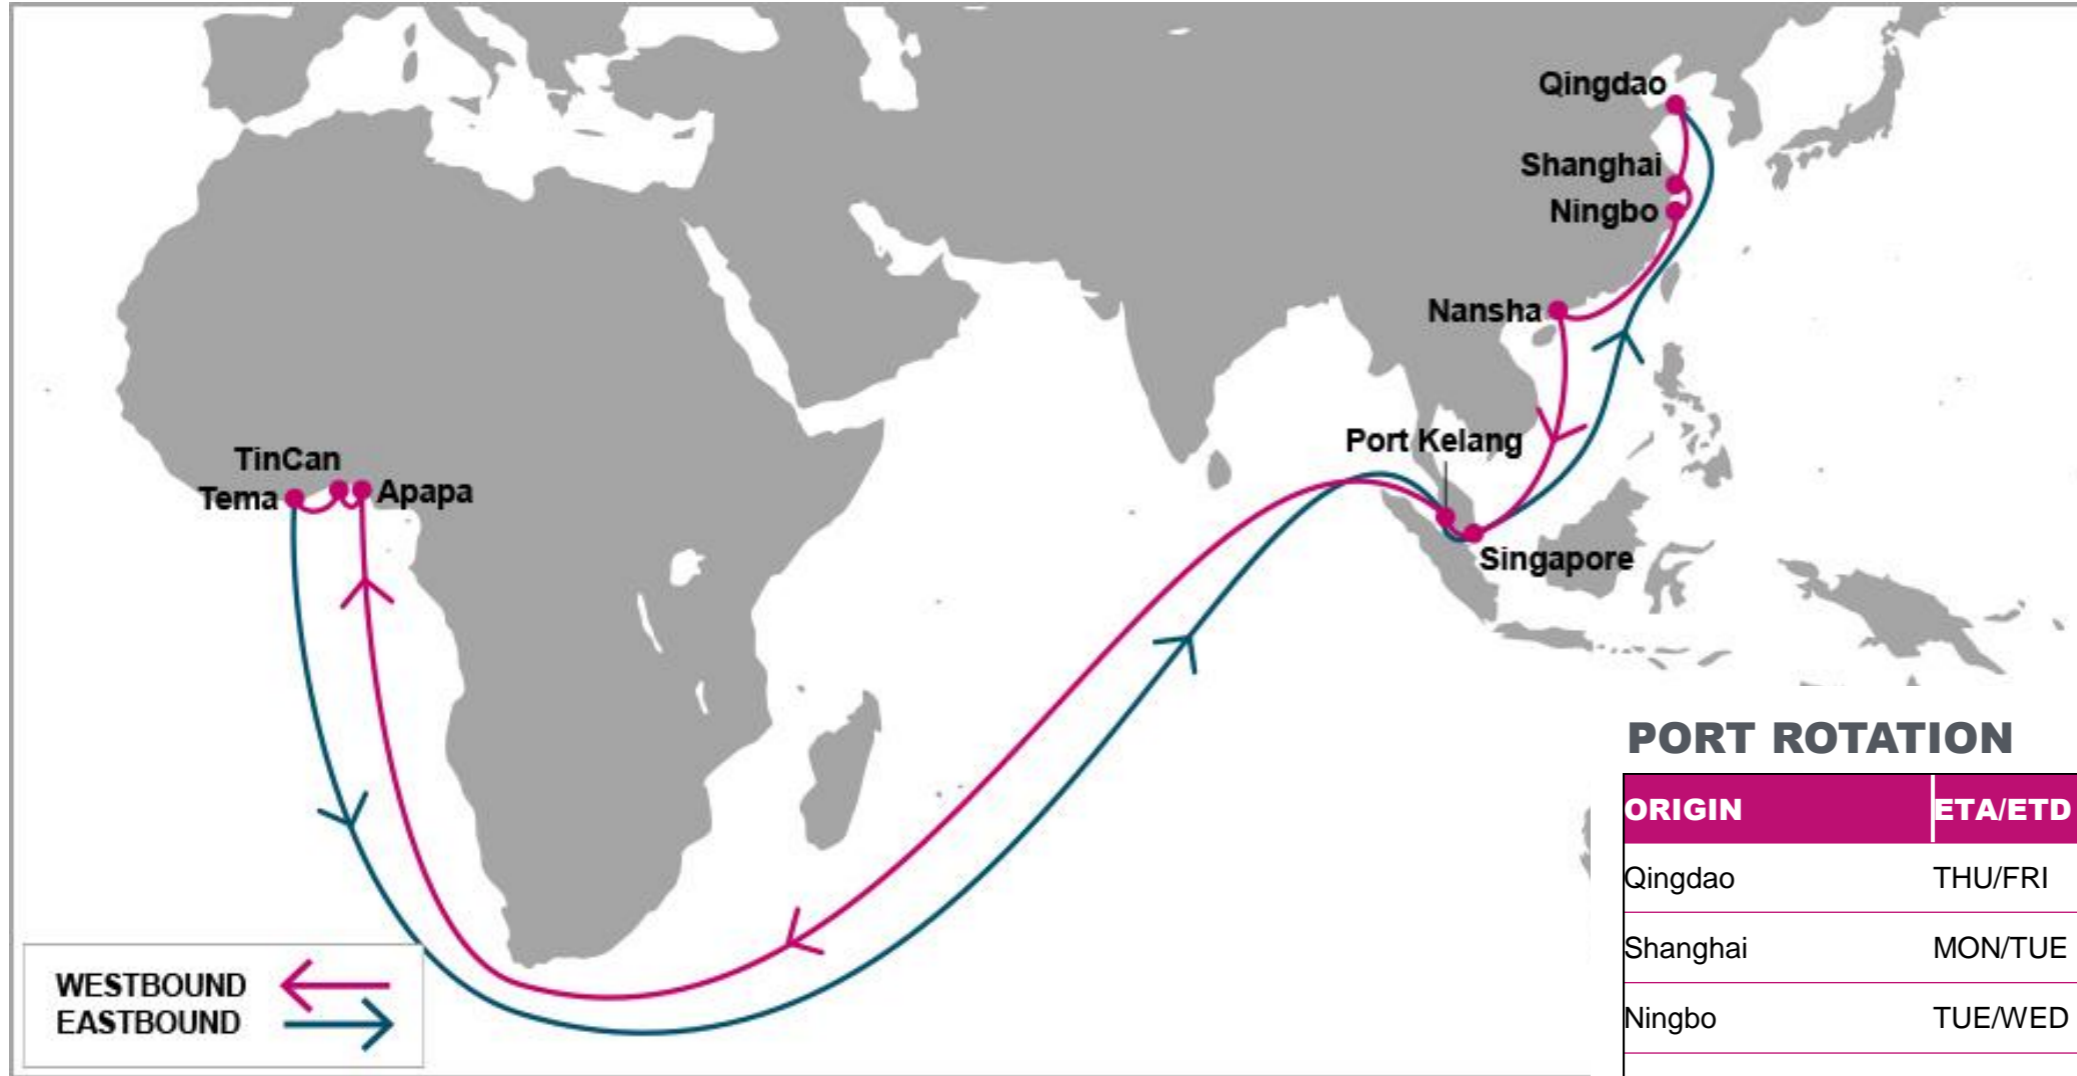 Qingdao
Shanghai
Ningbo
Nansha
Port Kelang
TinCan
Tema
Apapa
Singapore
PORT ROTATION
ORIGIN ETA/ETD
Qingdao THU/FRI
Shanghai MON/TUE
Ningbo TUE/WED
WESTBOUND
EASTBOUND